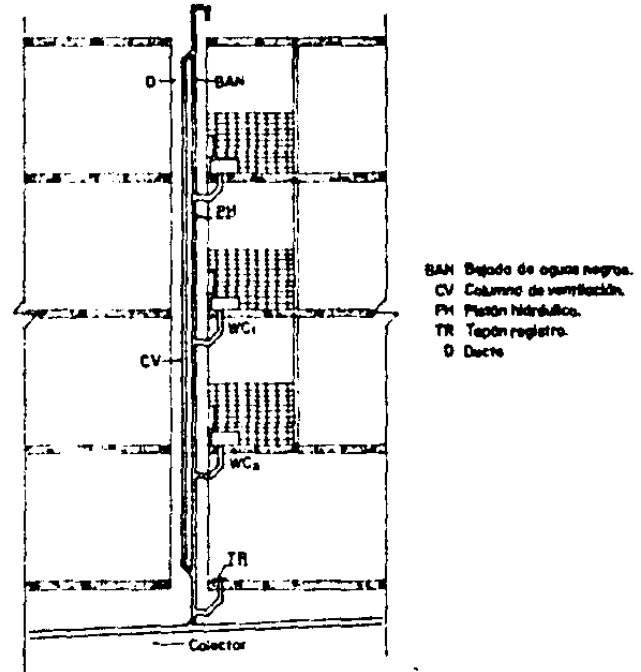 D
BAN
PH
WC₁
CV
WC₂
TR
Colector
BAN Bajada de aguas negras.
CV Columna de ventilación.
PH Pistón hidráulico.
TR Tapón registro.
D Ducto